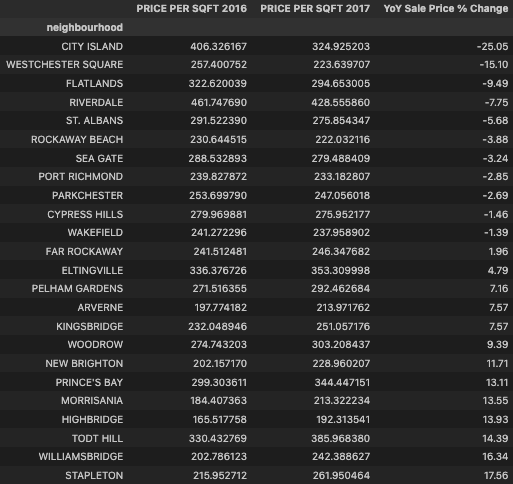 PRICE PER SQFT 2016 PRICE PER SQFT 2017 YoY Sale Price % Change
neighbourhood
CITY ISLAND 406.326167 324.925203 -25.05
WESTCHESTER SQUARE 257.400752 223.639707 -15.10
FLATLANDS 322.620039 294.653005 -9.49
RIVERDALE 461.747690 428.555860 -7.75
ST. ALBANS 291.522390 275.854347 -5.68
ROCKAWAY BEACH 230.644515 222.032116 -3.88
SEA GATE 288.532893 279.488409 -3.24
PORT RICHMOND 239.827872 233.182807 -2.85
PARKCHESTER 253.699790 247.056018 -2.69
CYPRESS HILLS 279.969881 275.952177 -1.46
WAKEFIELD 241.272296 237.958902 -1.39
FAR ROCKAWAY 241.512481 246.347682 1.96
ELTINGVILLE 336.376726 353.309998 4.79
PELHAM GARDENS 271.516355 292.462684 7.16
ARVERNE 197.774182 213.971762 7.57
KINGSBRIDGE 232.048946 251.057176 7.57
WOODROW 274.743203 303.208437 9.39
NEW BRIGHTON 202.157170 228.960207 11.71
PRINCE'S BAY 299.303611 344.447151 13.11
MORRISANIA 184.407363 213.322234 13.55
HIGHBRIDGE 165.517758 192.313541 13.93
TODT HILL 330.432769 385.968380 14.39
WILLIAMSBRIDGE 202.786123 242.388627 16.34
STAPLETON 215.952712 261.950464 17.56